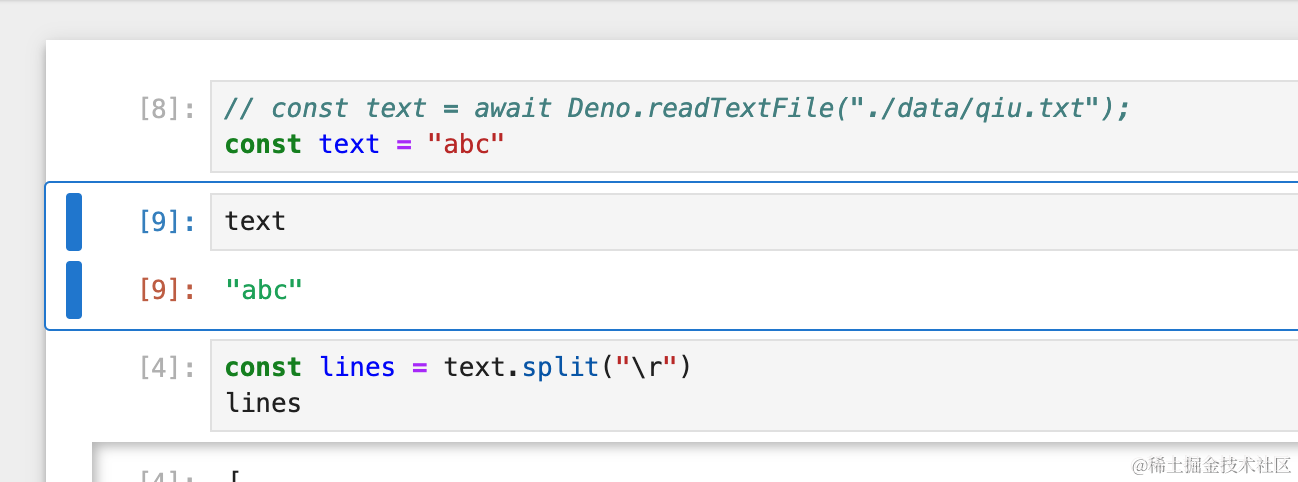 [8]: // const text = await Deno.readTextFile("./data/qiu.txt");
const text = "abc"
[9]: text
[9]: "abc"
[4]: const lines = text.split("\r")
lines
[4]: [
@稀土掘金技术社区